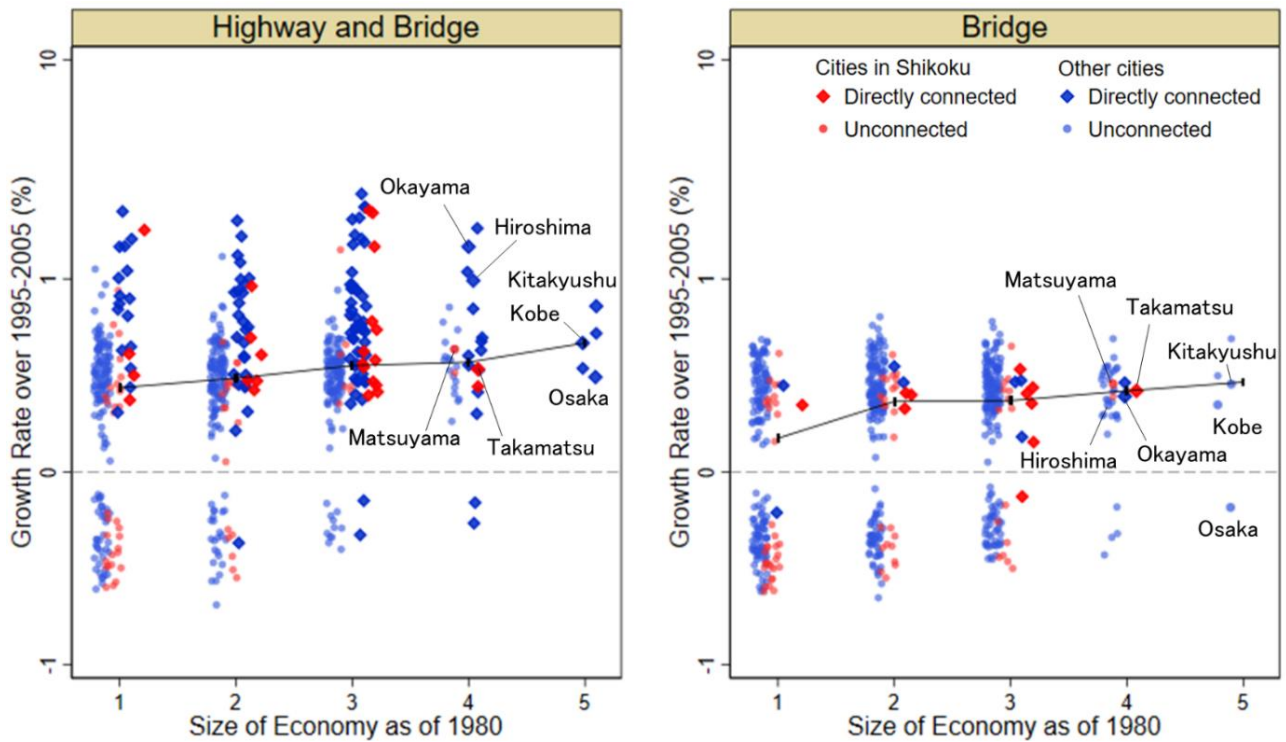 Highway and Bridge
Growth Rate over 1995-2005 (%)
10
1
0
-1
Okayama
Hiroshima
Kitakyushu
Kobe
Osaka
Matsuyama
Takamatsu
1 2 3 4 5
Size of Economy as of 1980
Bridge
Growth Rate over 1995-2005 (%)
10
1
0
-1
Cities in Shikoku
Directly connected
Unconnected
Other cities
Directly connected
Unconnected
Matsuyama
Takamatsu
Kitakyushu
Kobe
Okayama
Hiroshima
Osaka
1 2 3 4 5
Size of Economy as of 1980